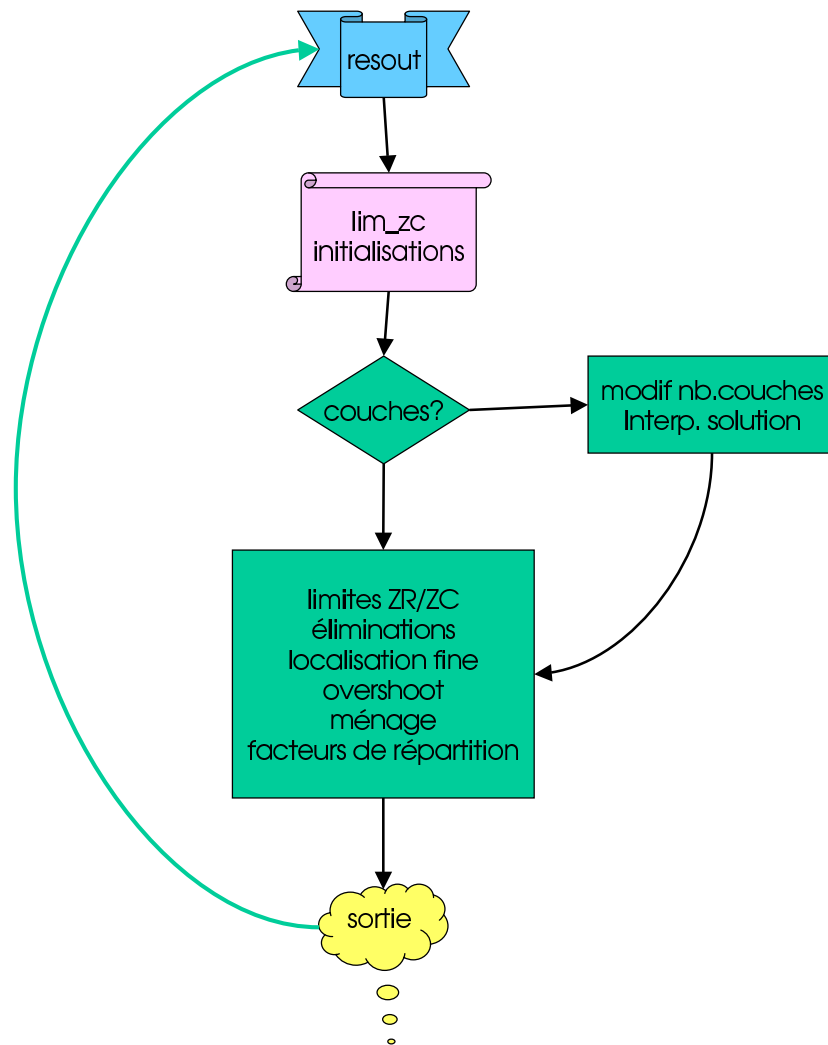 resout
lim_zc
initialisations
couches?
modif nb.couches
Interp. solution
limites ZR/ZC
éliminations
localisation fine
overshoot
ménage
facteurs de répartition
sortie